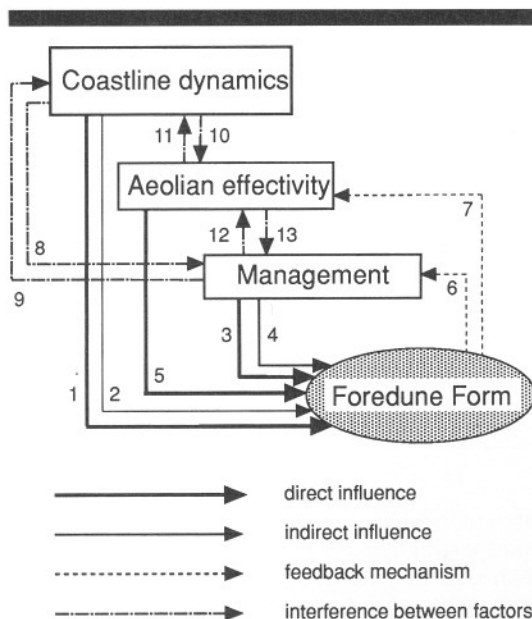 Coastline dynamics
11 10
Aeolian effectivity
7
8
12 13
9
Management
6
3 4
1 2 5
Foredune Form
direct influence
indirect influence
feedback mechanism
interference between factors